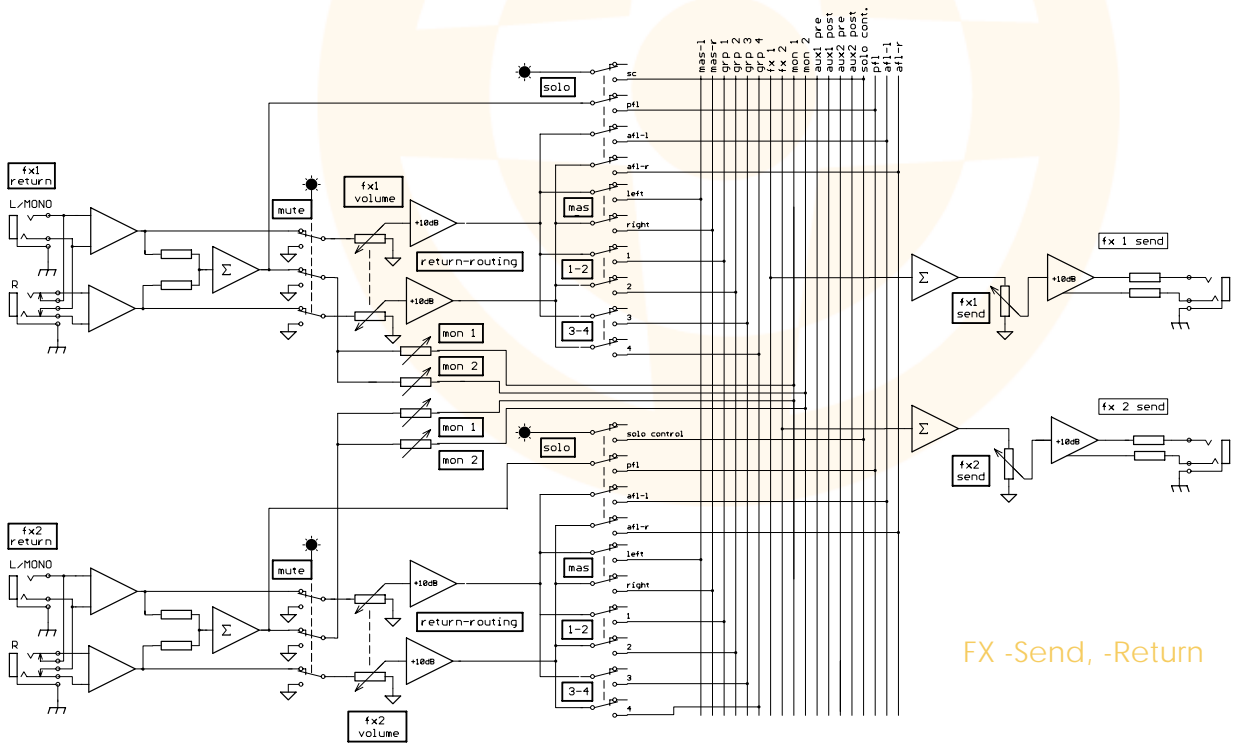 mas-l
mas-r
grp 1
grp 2
grp 3
grp 4
fx 1
fx 2
mon 1
mon 2
aux1 pre
aux1 post
aux2 pre
aux2 post
solo cont.
pfl
afl-l
afl-r
solo
sc
pfl
afl-l
afl-r
fx1
return
L/MONO
R
mute
fx1
volume
+10dB
return-routing
+10dB
Σ
mas
left
right
1-2
1
2
3-4
3
4
mon 1
mon 2
mon 1
mon 2
fx 1 send
Σ
fx1
send
+10dB
fx 2 send
Σ
fx2
send
+10dB
solo
solo control
pfl
afl-l
afl-r
fx2
return
L/MONO
R
mute
Σ
+10dB
return-routing
+10dB
fx2
volume
mas
left
right
1-2
1
2
3-4
3
4
FX -Send, -Return